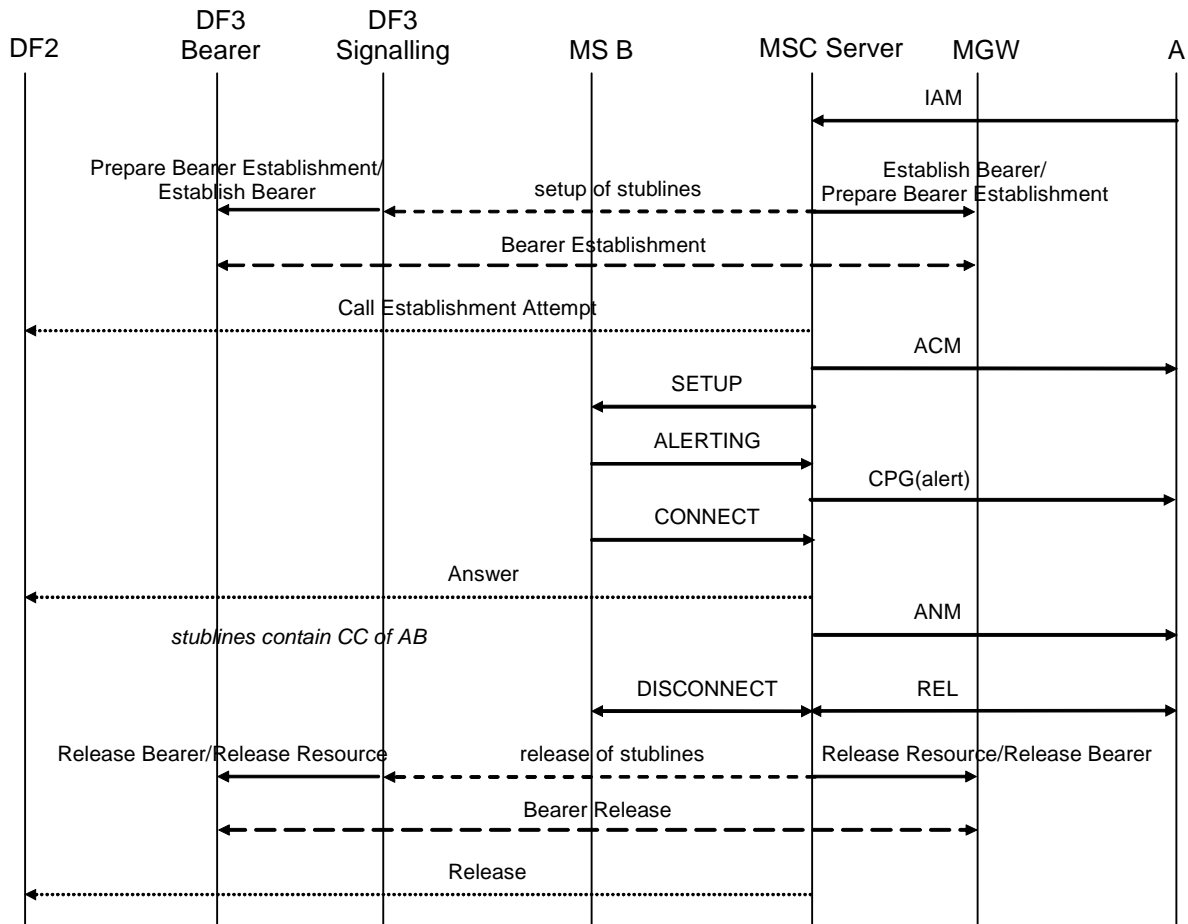 DF2
DF3
Bearer
DF3
Signalling
MS B
MSC Server
MGW
A
IAM
Prepare Bearer Establishment/
Establish Bearer
setup of stublines
Establish Bearer/
Prepare Bearer Establishment
Bearer Establishment
Call Establishment Attempt
ACM
SETUP
ALERTING
CPG(alert)
CONNECT
Answer
ANM
stublines contain CC of AB
DISCONNECT
REL
Release Bearer/Release Resource
release of stublines
Release Resource/Release Bearer
Bearer Release
Release